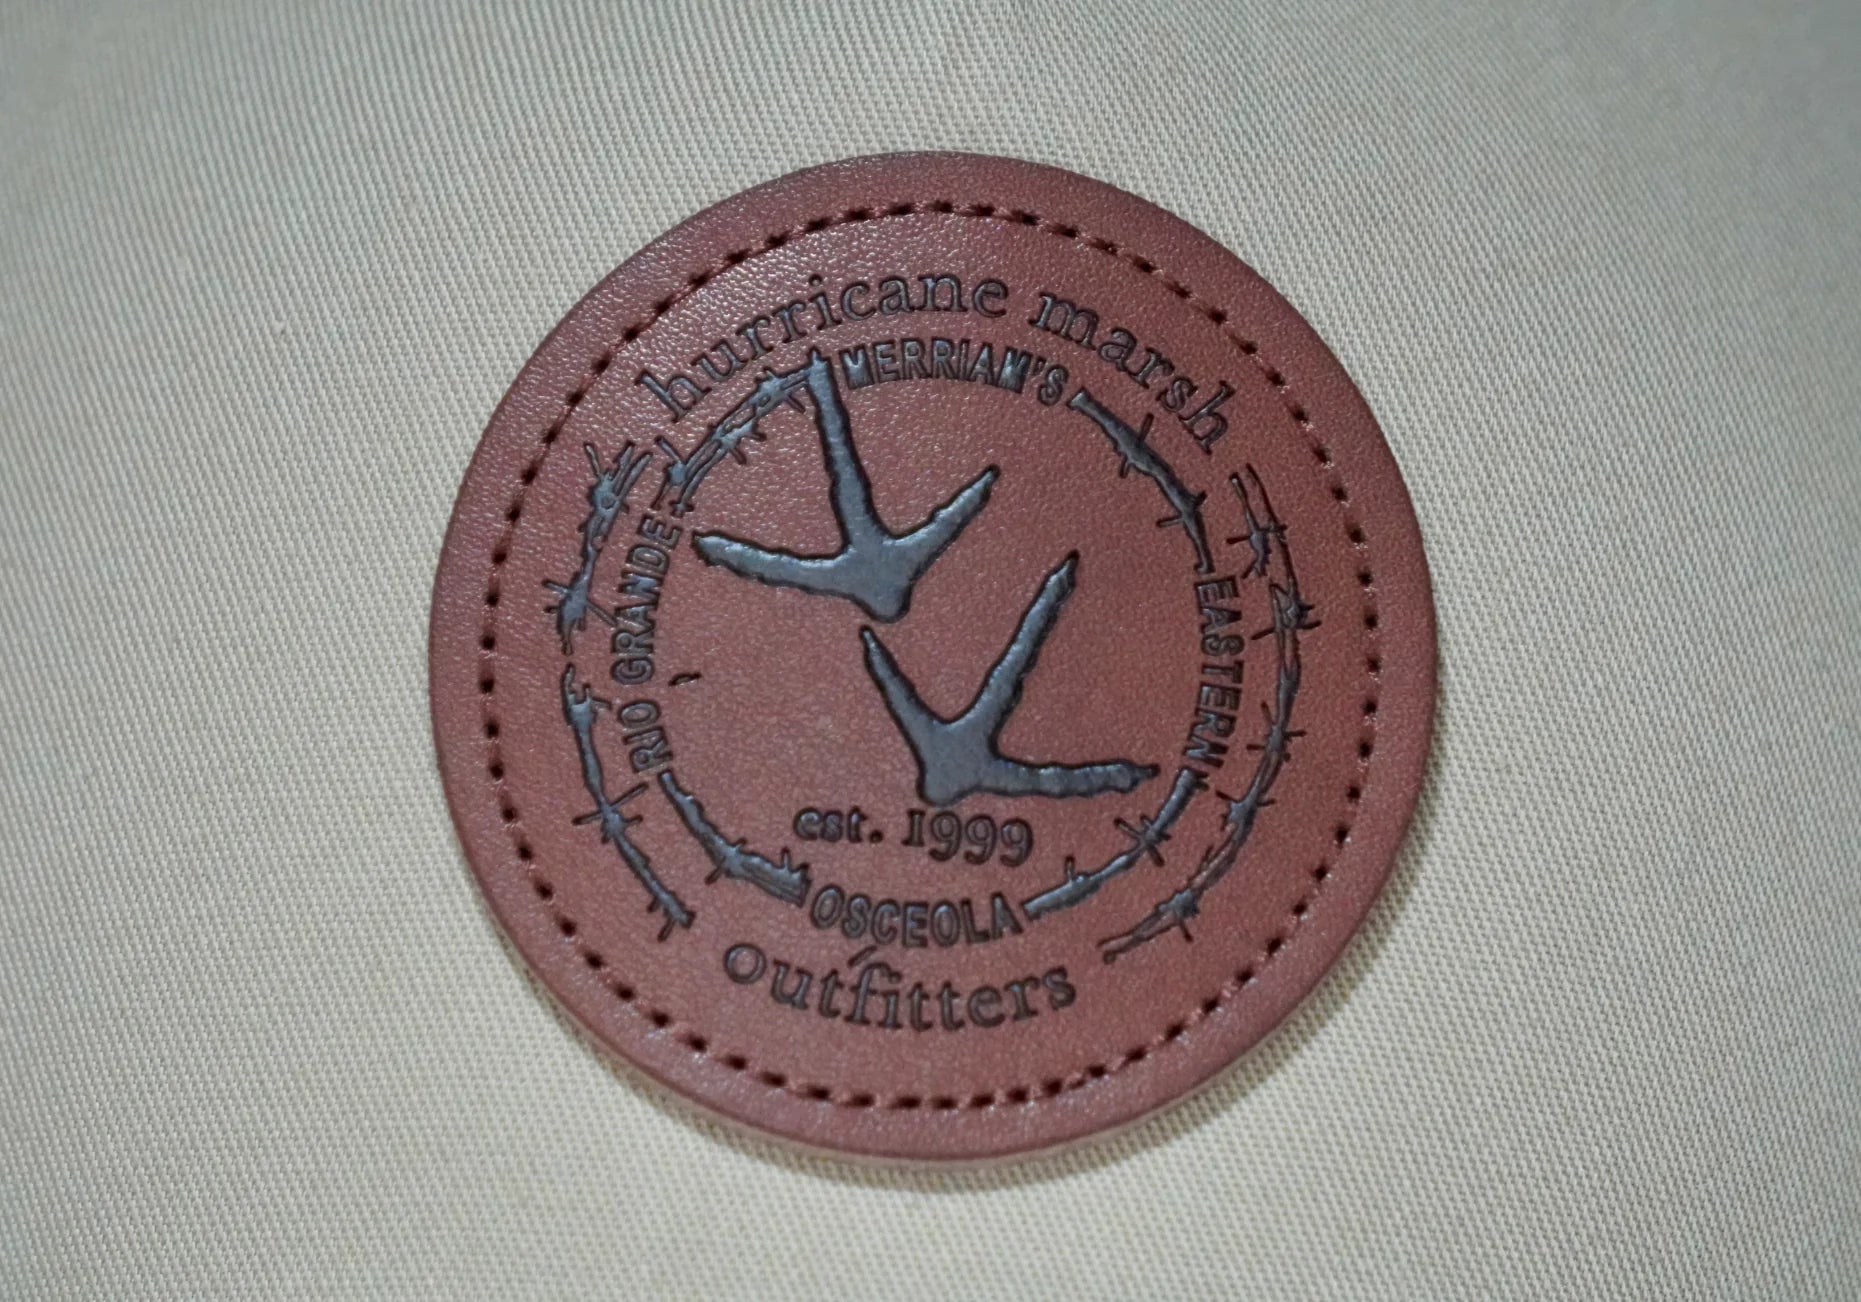 hurricane marsh
MERRIAM'S
RIO GRANDE
EASTERN
est. 1999
OSCEOLA
outfitters